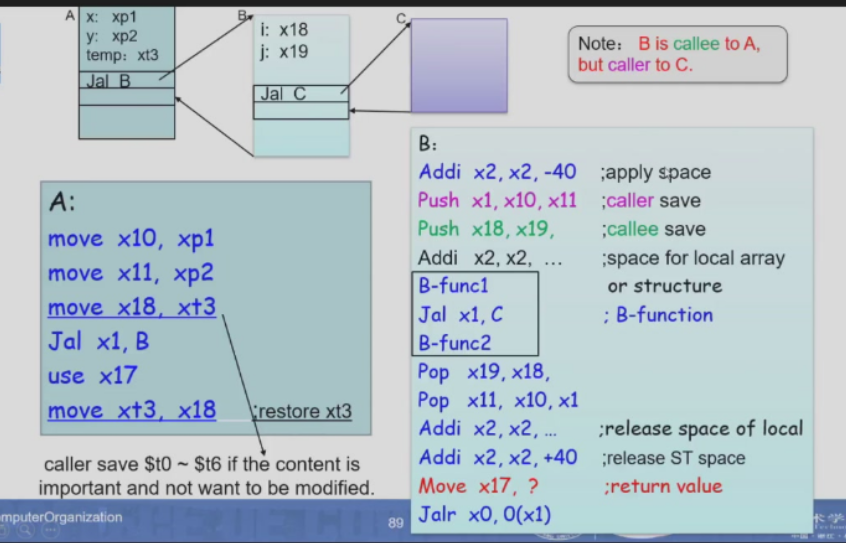 A
x: xp1
y: xp2
temp: xt3
Jal B
B
i: x18
j: x19
Jal C
C
Note: B is callee to A,
but caller to C.
A:
move x10, xp1
move x11, xp2
move x18, xt3
Jal x1, B
use x17
move xt3, x18 ;restore xt3
caller save $t0 ~ $t6 if the content is
important and not want to be modified.
B:
Addi x2, x2, -40 ;apply space
Push x1, x10, x11 ;caller save
Push x18, x19, ;callee save
Addi x2, x2, … ;space for local array
B-func1 or structure
Jal x1, C ; B-function
B-func2
Pop x19, x18,
Pop x11, x10, x1
Addi x2, x2, … ;release space of local
Addi x2, x2, +40 ;release ST space
Move x17, ? ;return value
Jalr x0, 0(x1)
mputerOrganization
89